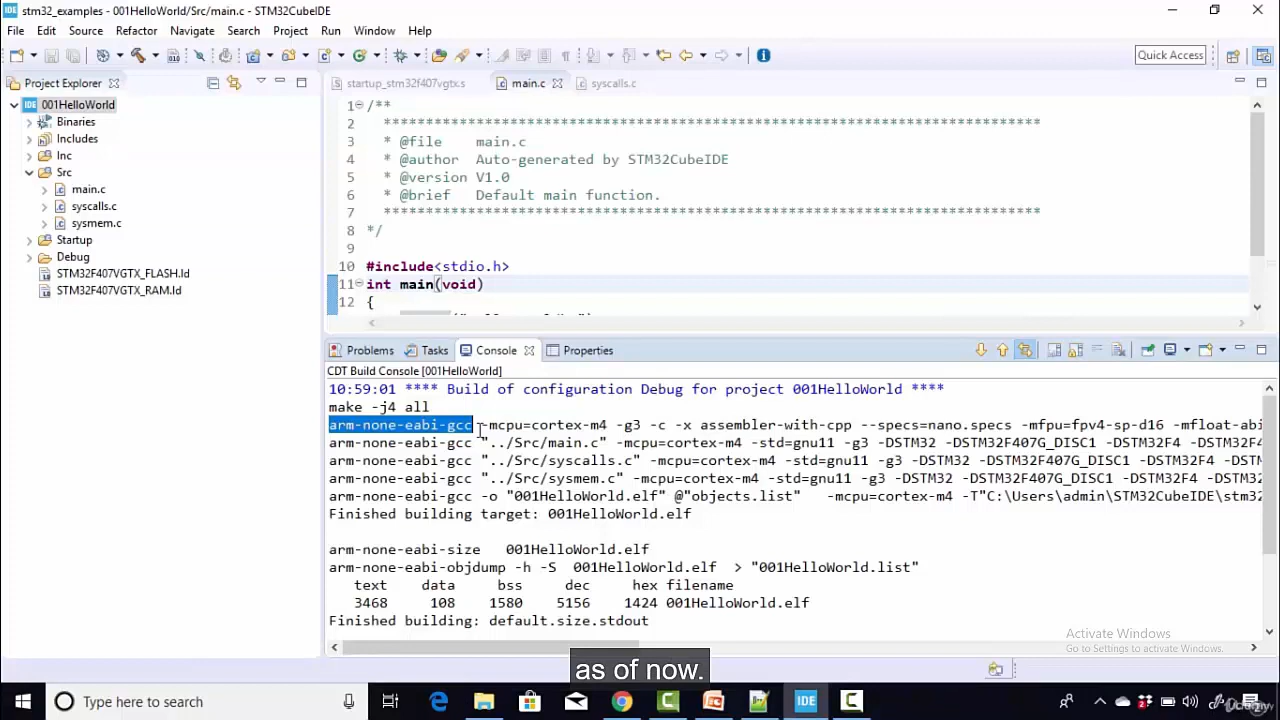 IDE stm32_examples - 001HelloWorld/Src/main.c - STM32CubeIDE
File Edit Source Refactor Navigate Search Project Run Window Help
Quick Access
Project Explorer
IDE 001HelloWorld
Binaries
Includes
Inc
Src
main.c
syscalls.c
sysmem.c
Startup
Debug
STM32F407VGTX_FLASH.ld
STM32F407VGTX_RAM.ld
startup_stm32f407vgtx.s main.c syscalls.c
1 /**
2 ******************************************************************************
3 * @file main.c
4 * @author Auto-generated by STM32CubeIDE
5 * @version V1.0
6 * @brief Default main function.
7 ******************************************************************************
8 */
9
10 #include<stdio.h>
11 int main(void)
12 {
Problems Tasks Console Properties
CDT Build Console [001HelloWorld]
10:59:01 **** Build of configuration Debug for project 001HelloWorld ****
make -j4 all
arm-none-eabi-gcc -mcpu=cortex-m4 -g3 -c -x assembler-with-cpp --specs=nano.specs -mfpu=fpv4-sp-d16 -mfloat-abi
arm-none-eabi-gcc "../Src/main.c" -mcpu=cortex-m4 -std=gnu11 -g3 -DSTM32 -DSTM32F407G_DISC1 -DSTM32F4 -DSTM32F4
arm-none-eabi-gcc "../Src/syscalls.c" -mcpu=cortex-m4 -std=gnu11 -g3 -DSTM32 -DSTM32F407G_DISC1 -DSTM32F4 -DS
arm-none-eabi-gcc "../Src/sysmem.c" -mcpu=cortex-m4 -std=gnu11 -g3 -DSTM32 -DSTM32F407G_DISC1 -DSTM32F4 -DSTM
arm-none-eabi-gcc -o "001HelloWorld.elf" @"objects.list" -mcpu=cortex-m4 -T"C:\Users\admin\STM32CubeIDE\stm32
Finished building target: 001HelloWorld.elf
arm-none-eabi-size 001HelloWorld.elf
arm-none-eabi-objdump -h -S 001HelloWorld.elf > "001HelloWorld.list"
text data bss dec hex filename
3468 108 1580 5156 1424 001HelloWorld.elf
Finished building: default.size.stdout
Activate Windows
Go to Settings to activate Windows.
as of now.
Type here to search
IDE